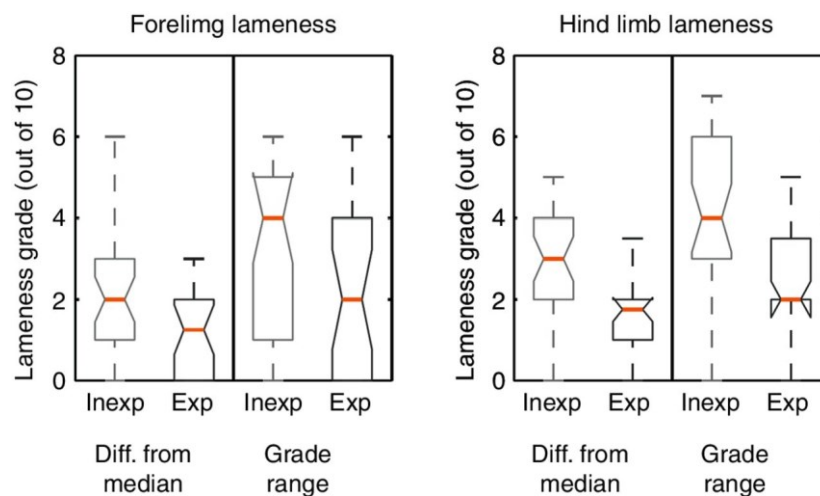 Forelimg lameness
Hind limb lameness
Lameness grade (out of 10)
8
6
4
2
0
Inexp Exp Inexp Exp
Diff. from median
Grade range
Lameness grade (out of 10)
8
6
4
2
0
Inexp Exp Inexp Exp
Diff. from median
Grade range